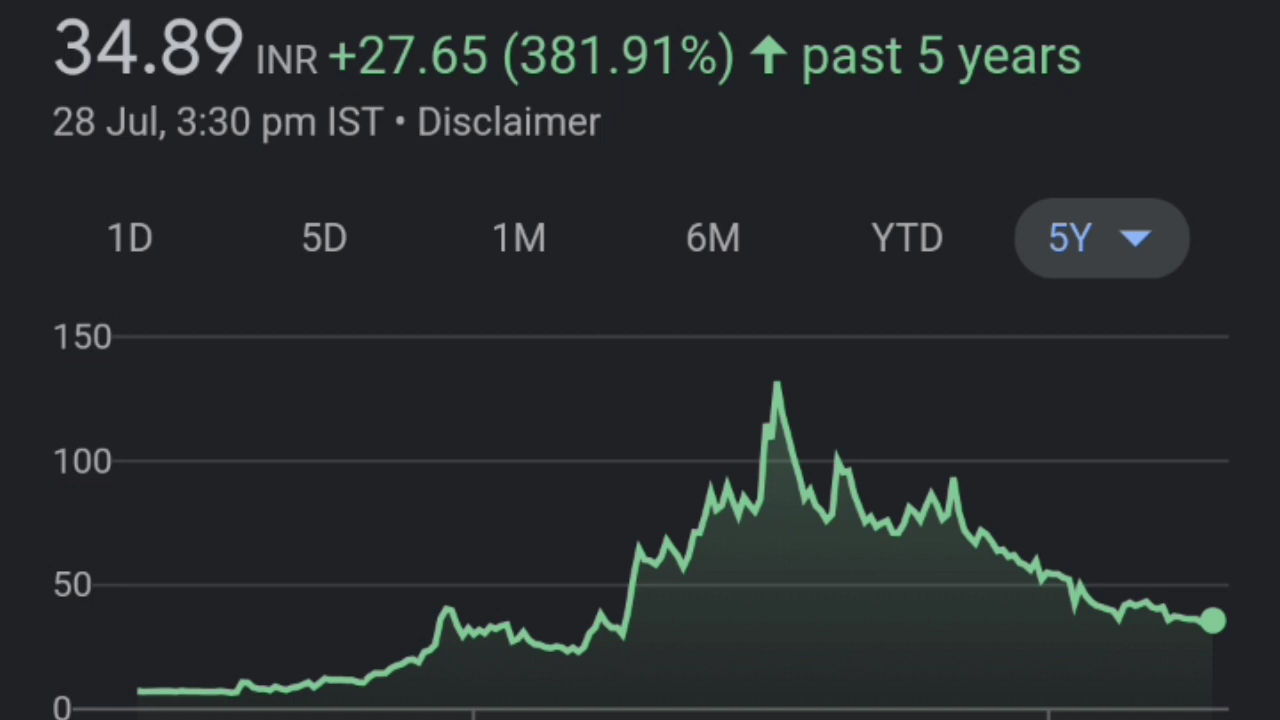 34.89 INR +27.65 (381.91%) ↑ past 5 years
28 Jul, 3:30 pm IST • Disclaimer
1D 5D 1M 6M YTD 5Y
150
100
50
0